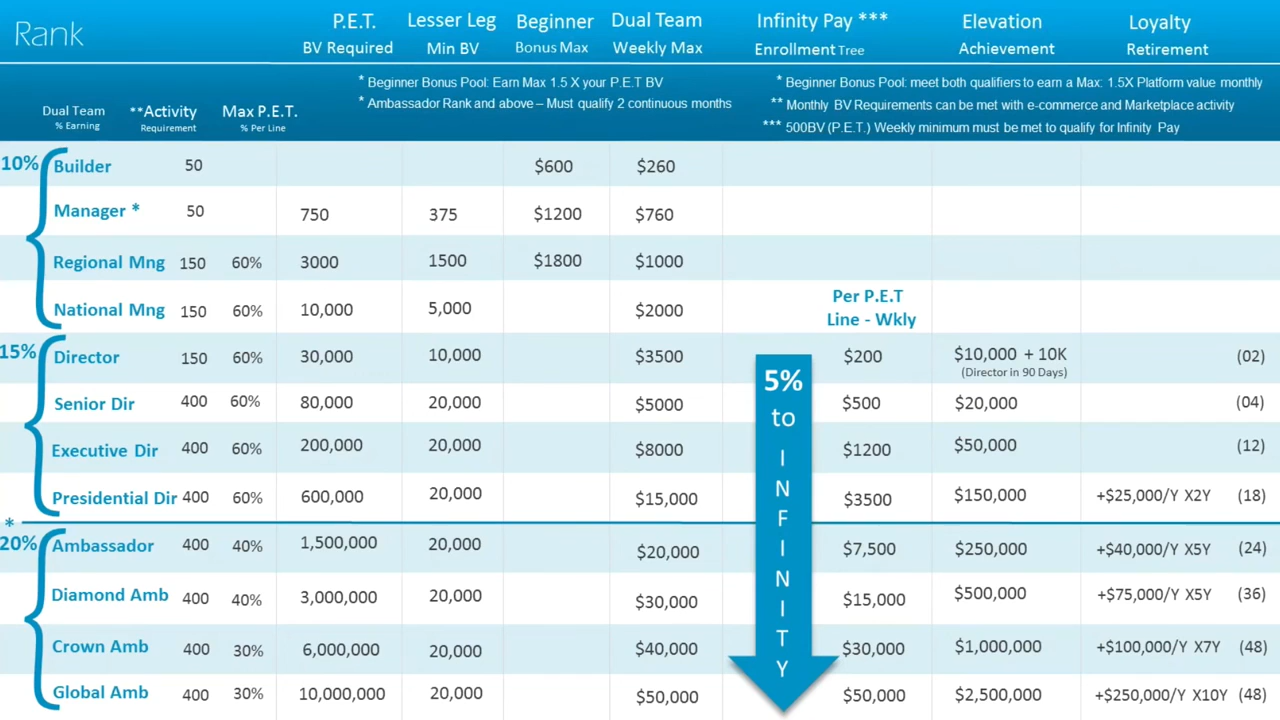 Rank P.E.T. Lesser Leg Beginner Dual Team Infinity Pay *** Elevation Loyalty
BV Required Min BV Bonus Max Weekly Max Enrollment Tree Achievement Retirement
* Beginner Bonus Pool: Earn Max 1.5 X your P.E.T BV
* Ambassador Rank and above – Must qualify 2 continuous months
* Beginner Bonus Pool: meet both qualifiers to earn a Max: 1.5X Platform value monthly
** Monthly BV Requirements can be met with e-commerce and Marketplace activity
*** 500BV (P.E.T.) Weekly minimum must be met to qualify for Infinity Pay
Dual Team **Activity Max P.E.T.
% Earning Requirement % Per Line
10% Builder 50 $600 $260
Manager * 50 750 375 $1200 $760
Regional Mng 150 60% 3000 1500 $1800 $1000
National Mng 150 60% 10,000 5,000 $2000
Per P.E.T
Line - Wkly
15% Director 150 60% 30,000 10,000 $3500 $200 $10,000 + 10K (02)
(Director in 90 Days)
Senior Dir 400 60% 80,000 20,000 $5000 $500 $20,000 (04)
Executive Dir 400 60% 200,000 20,000 $8000 $1200 $50,000 (12)
Presidential Dir 400 60% 600,000 20,000 $15,000 $3500 $150,000 +$25,000/Y X2Y (18)
*
20% Ambassador 400 40% 1,500,000 20,000 $20,000 $7,500 $250,000 +$40,000/Y X5Y (24)
Diamond Amb 400 40% 3,000,000 20,000 $30,000 $15,000 $500,000 +$75,000/Y X5Y (36)
Crown Amb 400 30% 6,000,000 20,000 $40,000 $30,000 $1,000,000 +$100,000/Y X7Y (48)
Global Amb 400 30% 10,000,000 20,000 $50,000 $50,000 $2,500,000 +$250,000/Y X10Y (48)
5%
to
I
N
F
I
N
I
T
Y